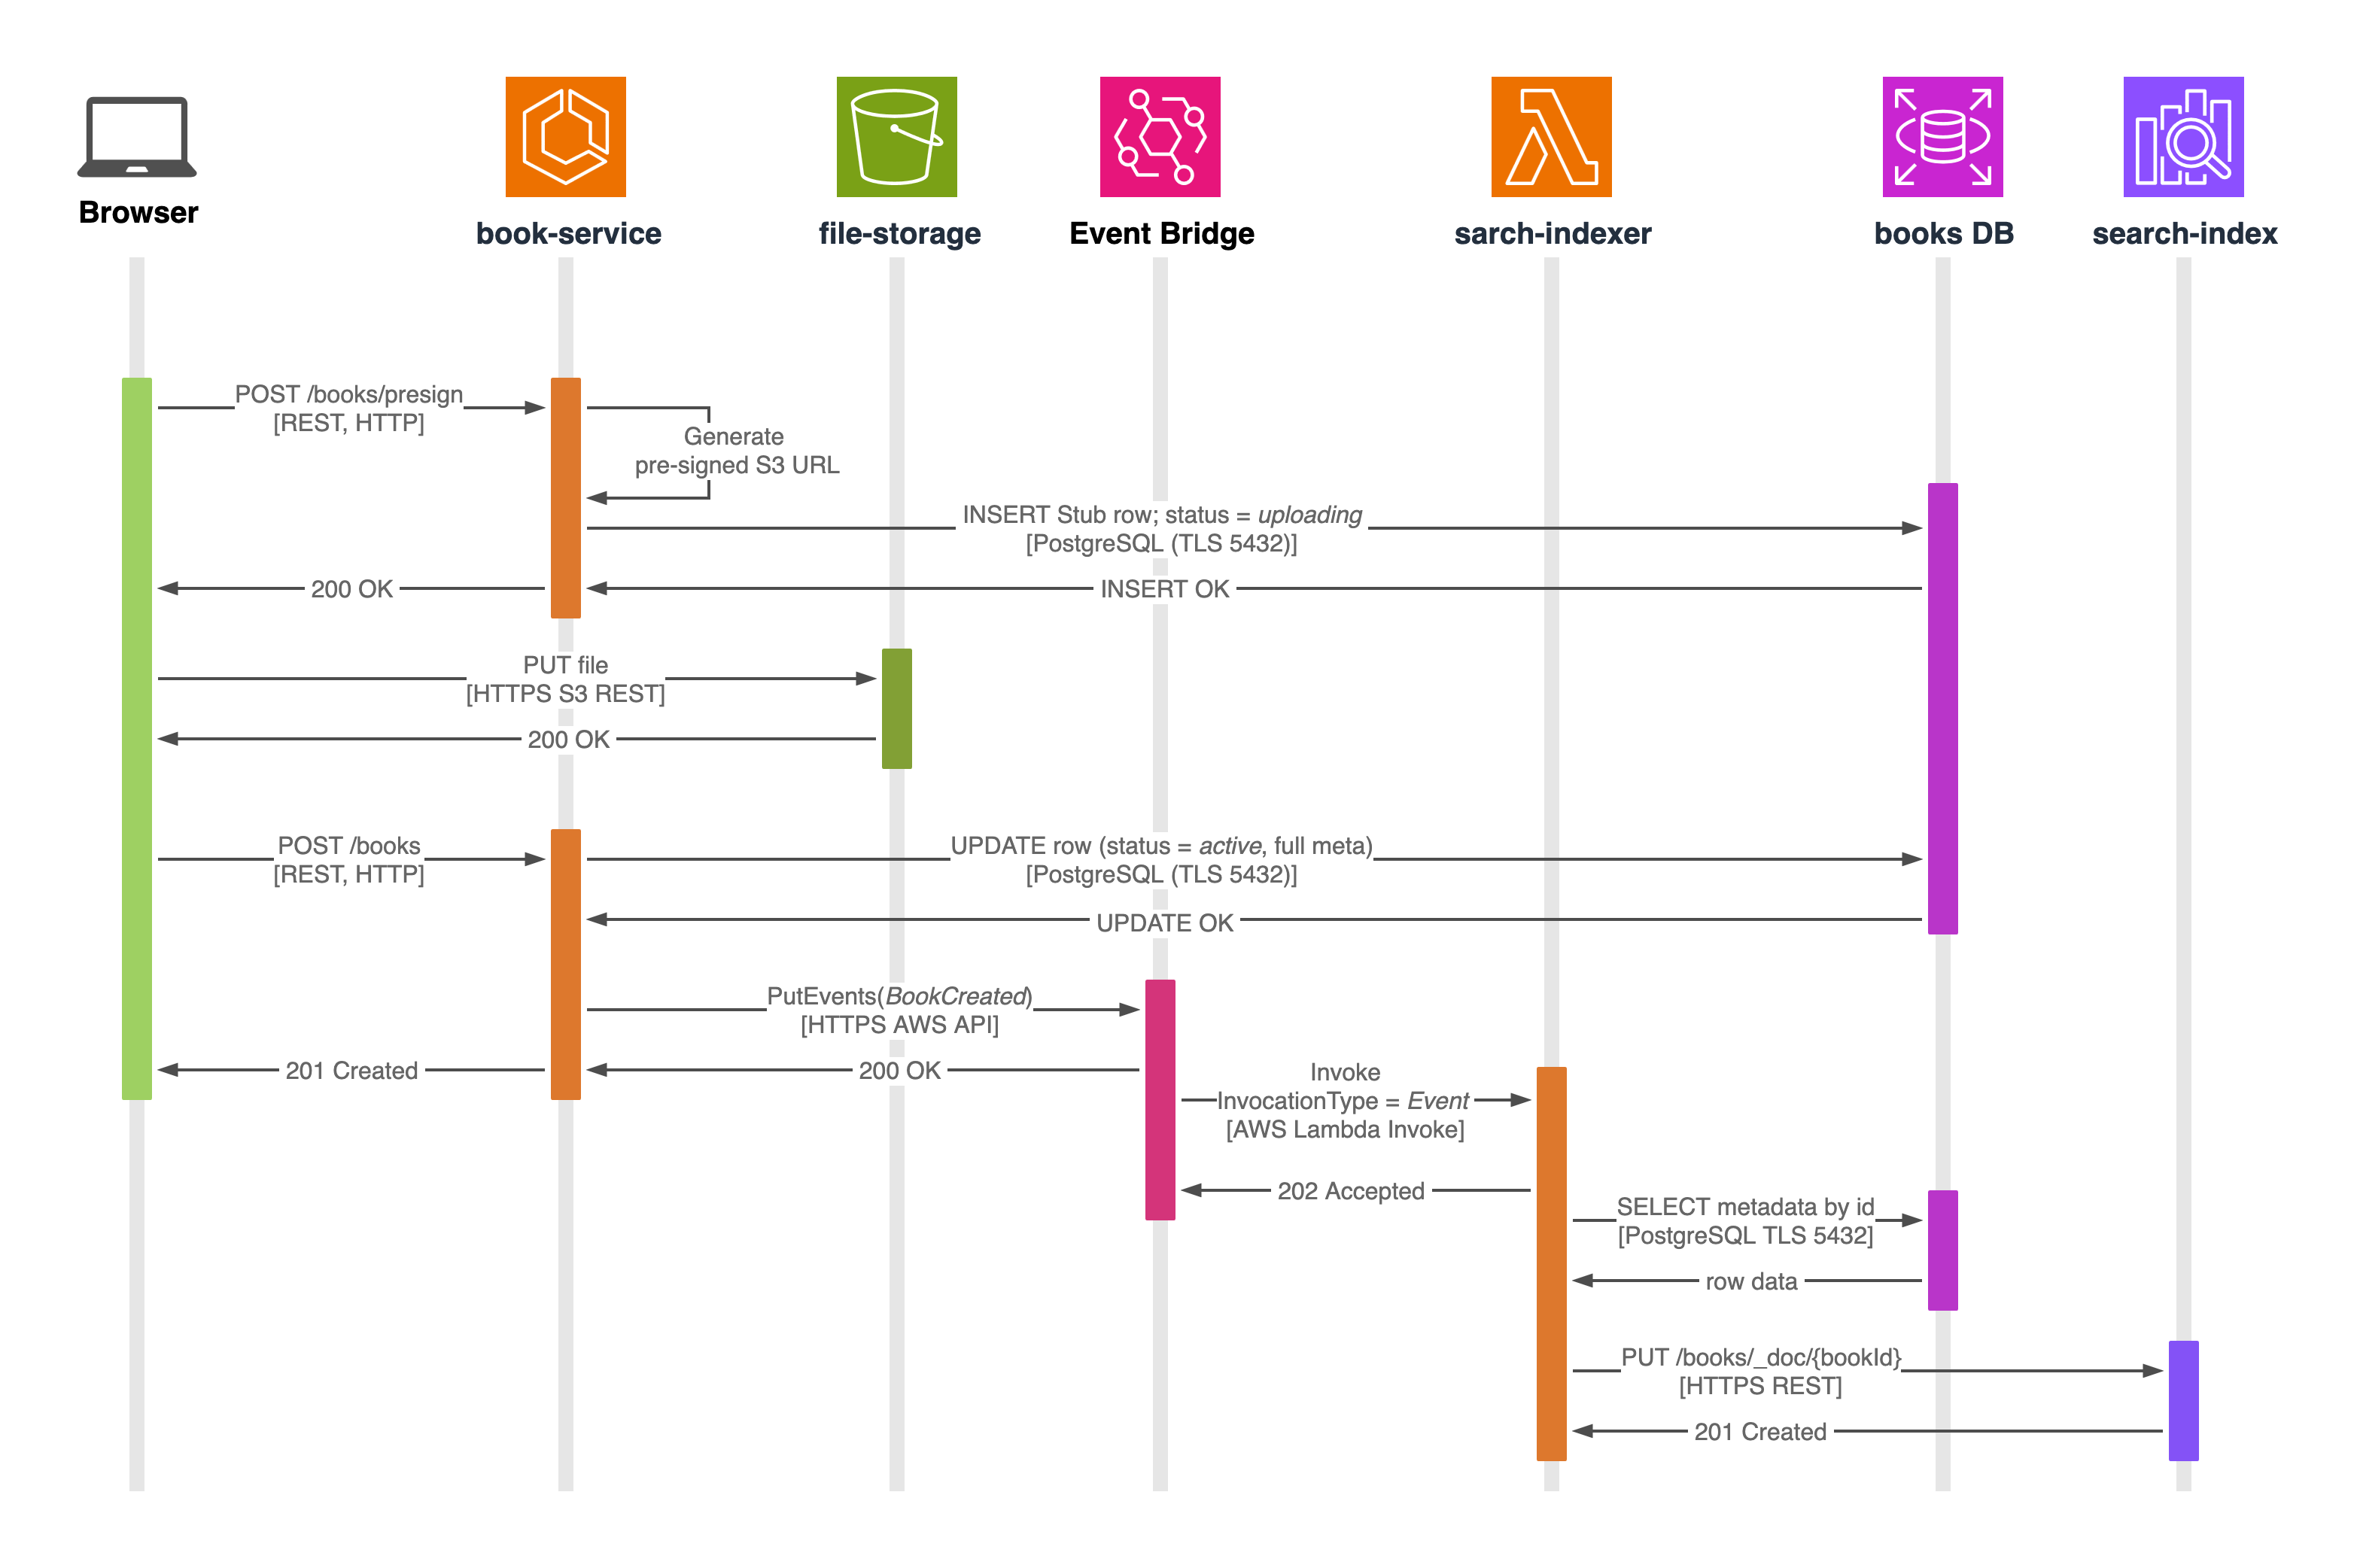 Browser
book-service
file-storage
Event Bridge
sarch-indexer
books DB
search-index
POST /books/presign
[REST, HTTP]
Generate
pre-signed S3 URL
INSERT Stub row; status = uploading
[PostgreSQL (TLS 5432)]
200 OK
INSERT OK
PUT file
[HTTPS S3 REST]
200 OK
POST /books
[REST, HTTP]
UPDATE row (status = active, full meta)
[PostgreSQL (TLS 5432)]
UPDATE OK
PutEvents(BookCreated)
[HTTPS AWS API]
201 Created
200 OK
Invoke
InvocationType = Event
[AWS Lambda Invoke]
202 Accepted
SELECT metadata by id
[PostgreSQL TLS 5432]
row data
PUT /books/_doc/{bookId}
[HTTPS REST]
201 Created